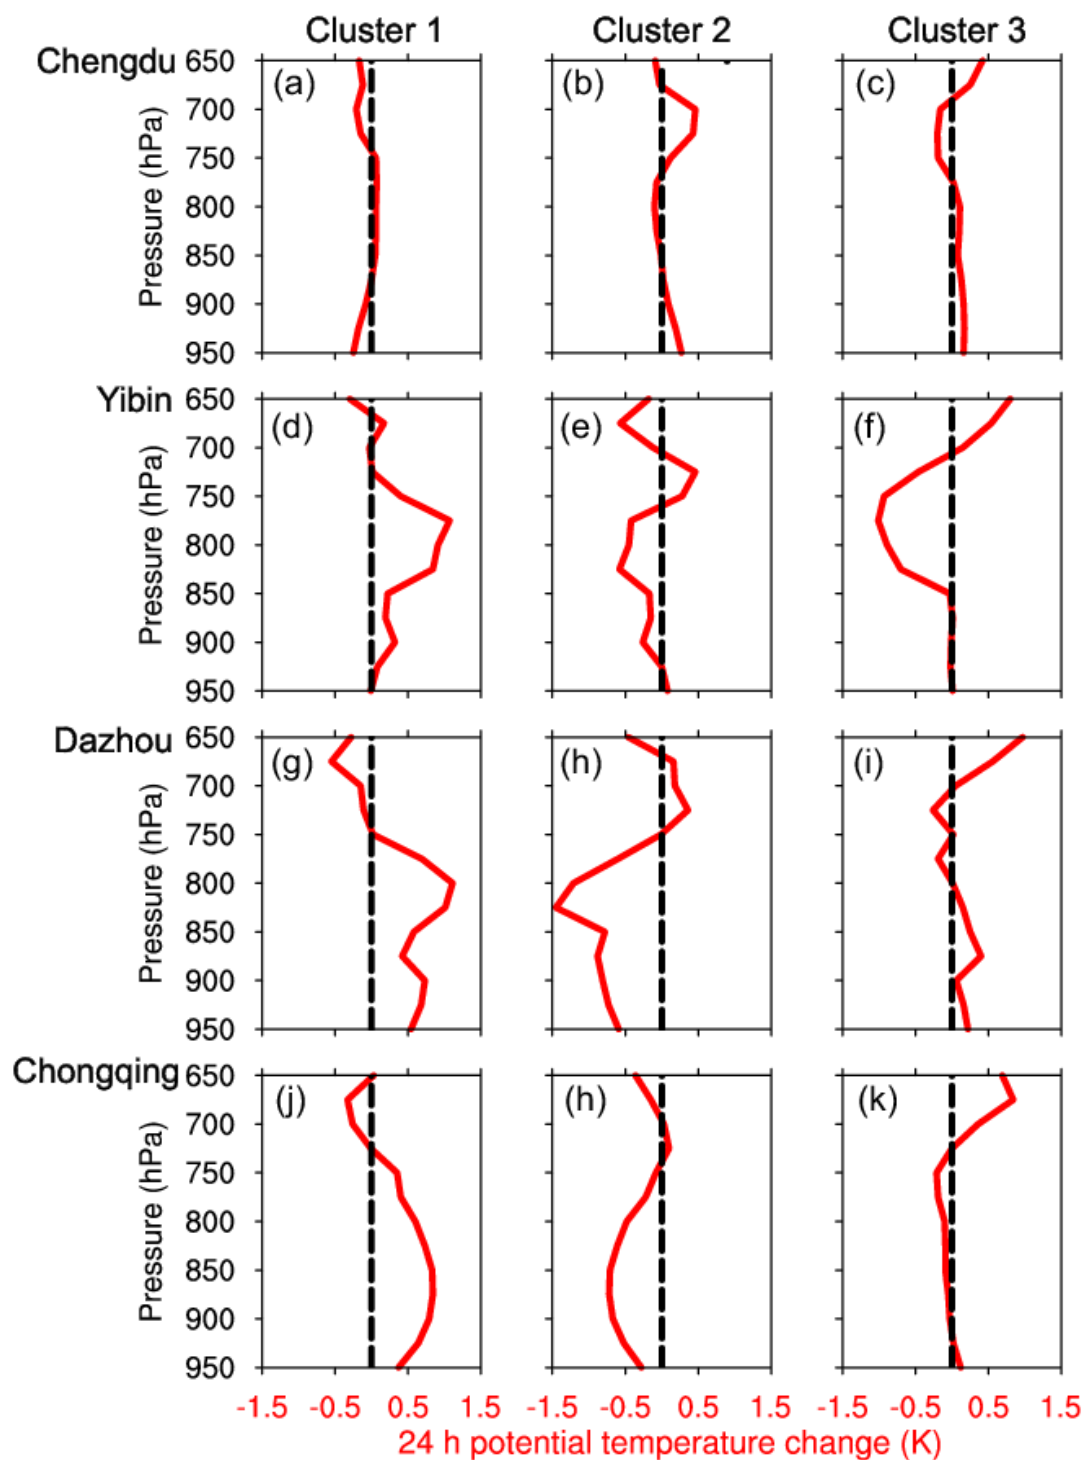 Cluster 1 Cluster 2 Cluster 3
Chengdu
Pressure (hPa)
650
700
750
800
850
900
950
(a) (b) (c)
Yibin
Pressure (hPa)
650
700
750
800
850
900
950
(d) (e) (f)
Dazhou
Pressure (hPa)
650
700
750
800
850
900
950
(g) (h) (i)
Chongqing
Pressure (hPa)
650
700
750
800
850
900
950
(j) (h) (k)
-1.5 -0.5 0.5 1.5 -1.5 -0.5 0.5 1.5 -1.5 -0.5 0.5 1.5
24 h potential temperature change (K)